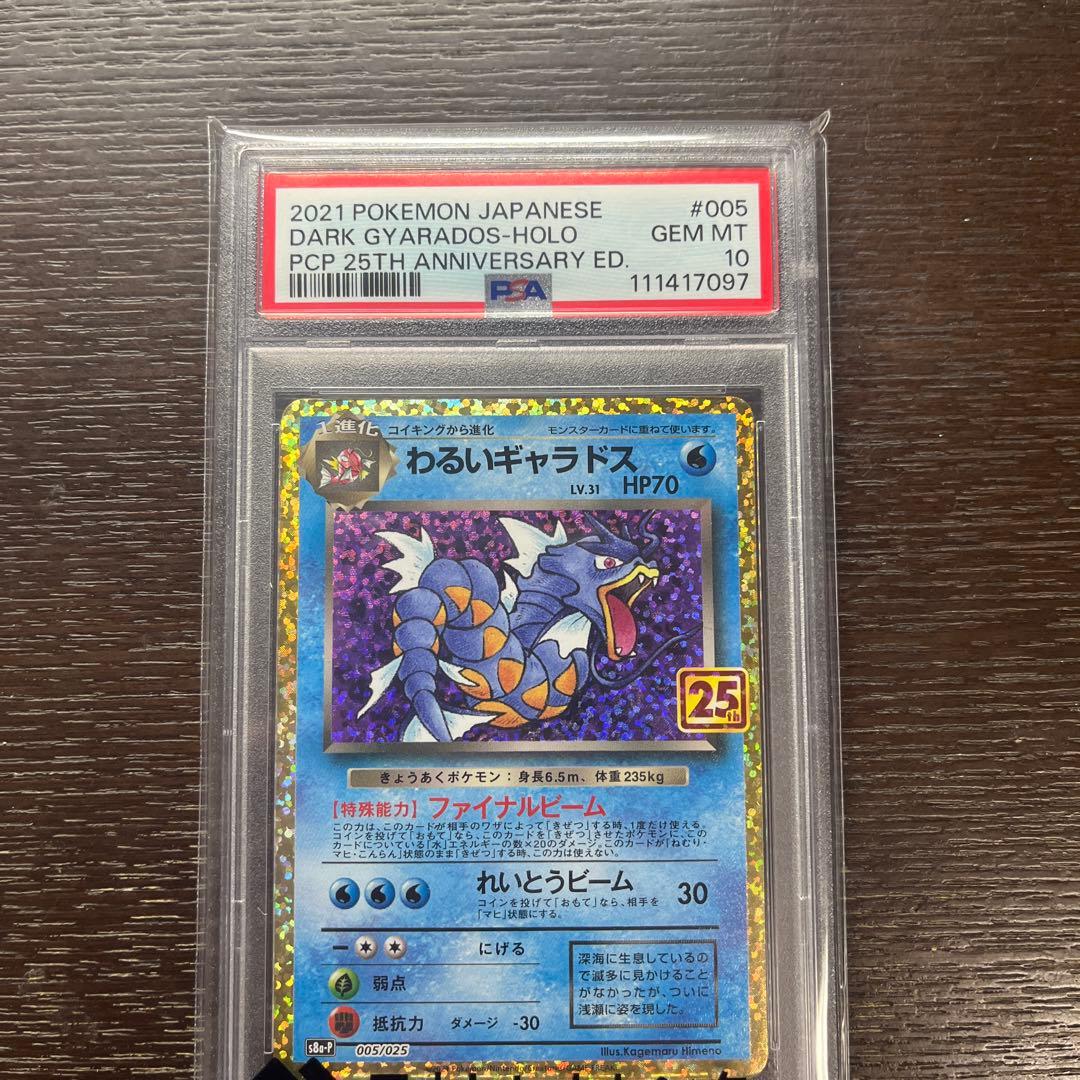 2021 POKEMON JAPANESE #005
DARK GYARADOS-HOLO GEM MT
PCP 25TH ANNIVERSARY ED. 10
PSA 111417097
1進化 コイキングから進化 モンスターカードに重ねて使います。
わるいギャラドス
LV.31 HP70
25th
きょうあくポケモン：身長6.5m、体重235kg
【特殊能力】ファイナルビーム
この力は、このカードが相手のワザによって「きぜつ」する時、1度だけ使える。
コインを投げて「おもて」なら、このカードを「きぜつ」させたポケモンに、この
カードについている「水」エネルギーの数×20のダメージ。このカードが「ねむり・
マヒ・こんらん」状態のまま「きぜつ」する時、この力は使えない。
れいとうビーム 30
コインを投げて「おもて」なら、相手を
「マヒ」状態にする。
にげる
弱点
抵抗力 ダメージ -30
深海に生息しているの
で滅多に見かけること
がなかったが、ついに
浅瀬に姿を現した。
s8a-P 005/025 Illus.Kagemaru Himeno